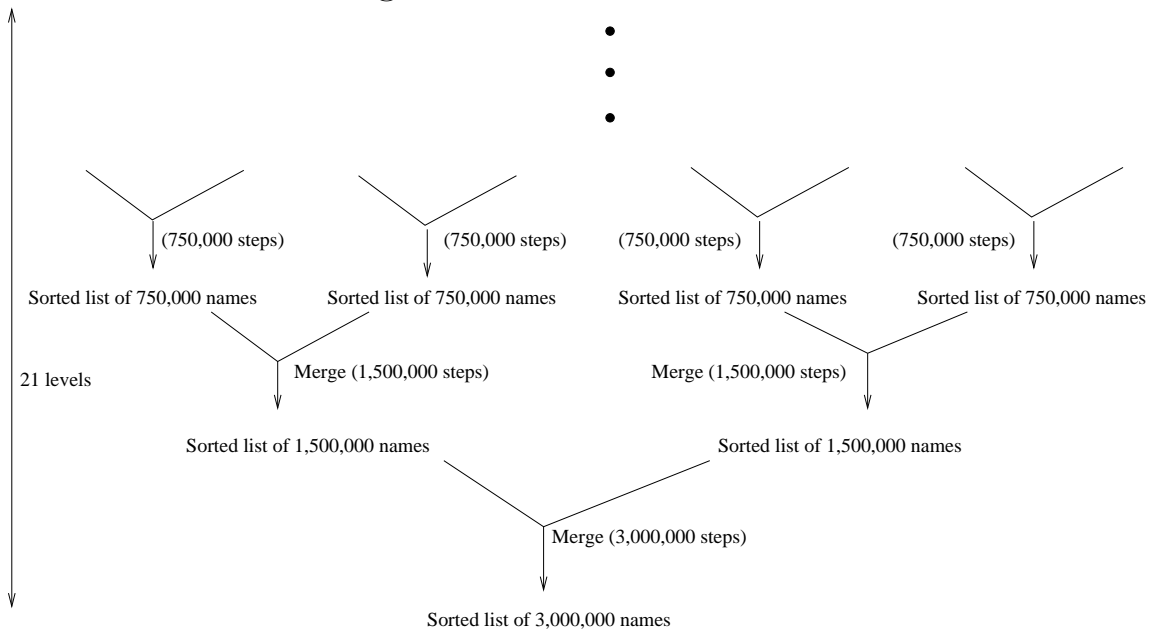 (750,000 steps)
(750,000 steps)
(750,000 steps)
(750,000 steps)
Sorted list of 750,000 names
Sorted list of 750,000 names
Sorted list of 750,000 names
Sorted list of 750,000 names
21 levels
Merge (1,500,000 steps)
Merge (1,500,000 steps)
Sorted list of 1,500,000 names
Sorted list of 1,500,000 names
Merge (3,000,000 steps)
Sorted list of 3,000,000 names